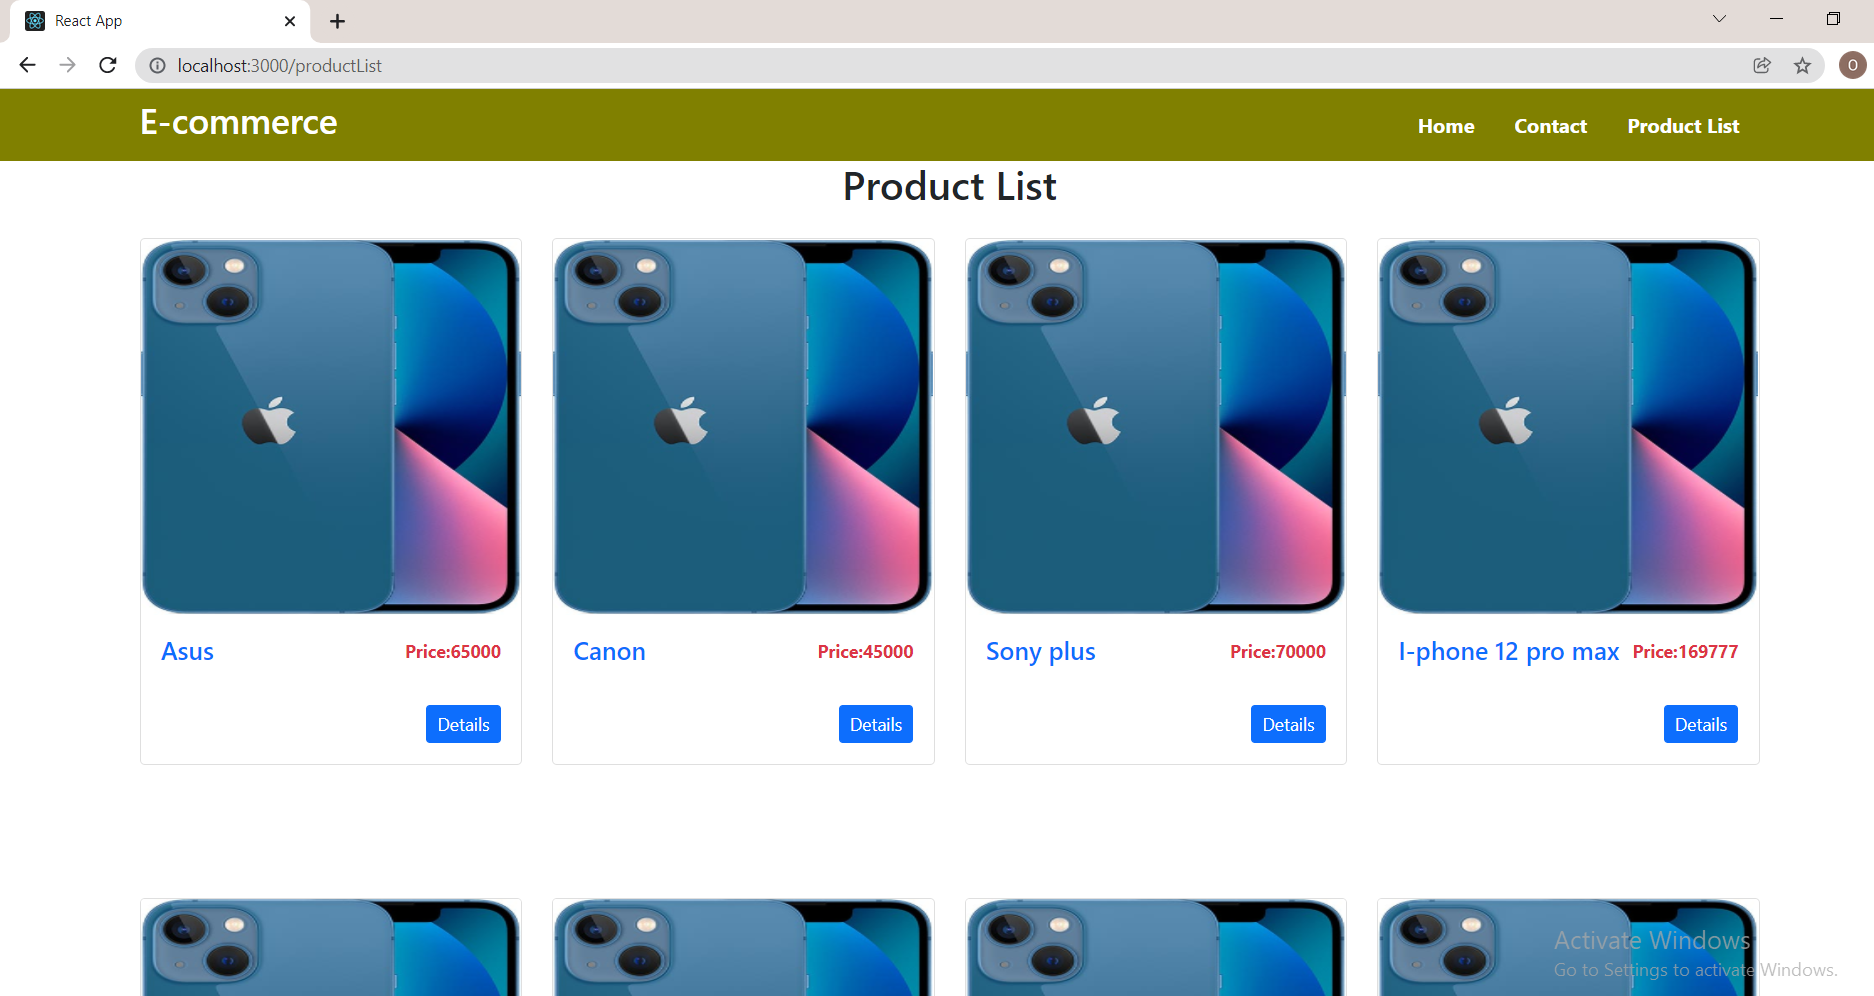 React App
localhost:3000/productList
O
E-commerce
Home Contact Product List
Product List
Asus Price:65000
Details
Canon Price:45000
Details
Sony plus Price:70000
Details
I-phone 12 pro max Price:169777
Details
Activate Windows
Go to Settings to activate Windows.